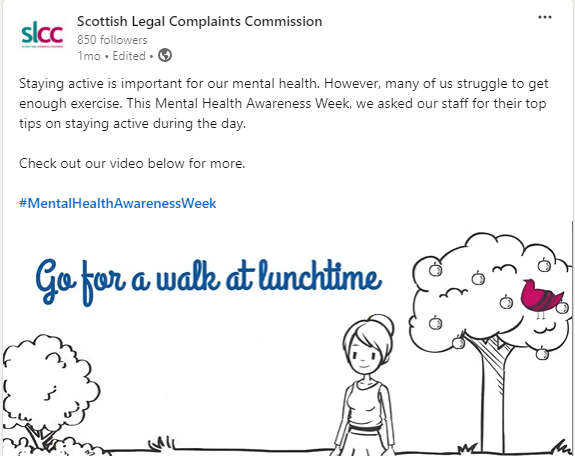 slcc
Scottish Legal Complaints Commission
850 followers
1mo • Edited •
Staying active is important for our mental health. However, many of us struggle to get
enough exercise. This Mental Health Awareness Week, we asked our staff for their top
tips on staying active during the day.
Check out our video below for more.
#MentalHealthAwarenessWeek
Go for a walk at lunchtime